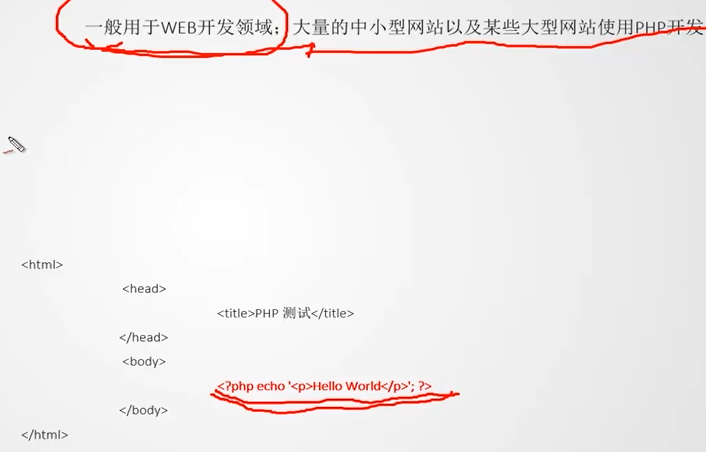 一般用于WEB开发领域；大量的中小型网站以及某些大型网站使用PHP开发
<html>
<head>
<title>PHP 测试</title>
</head>
<body>
<?php echo '<p>Hello World</p>'; ?>
</body>
</html>